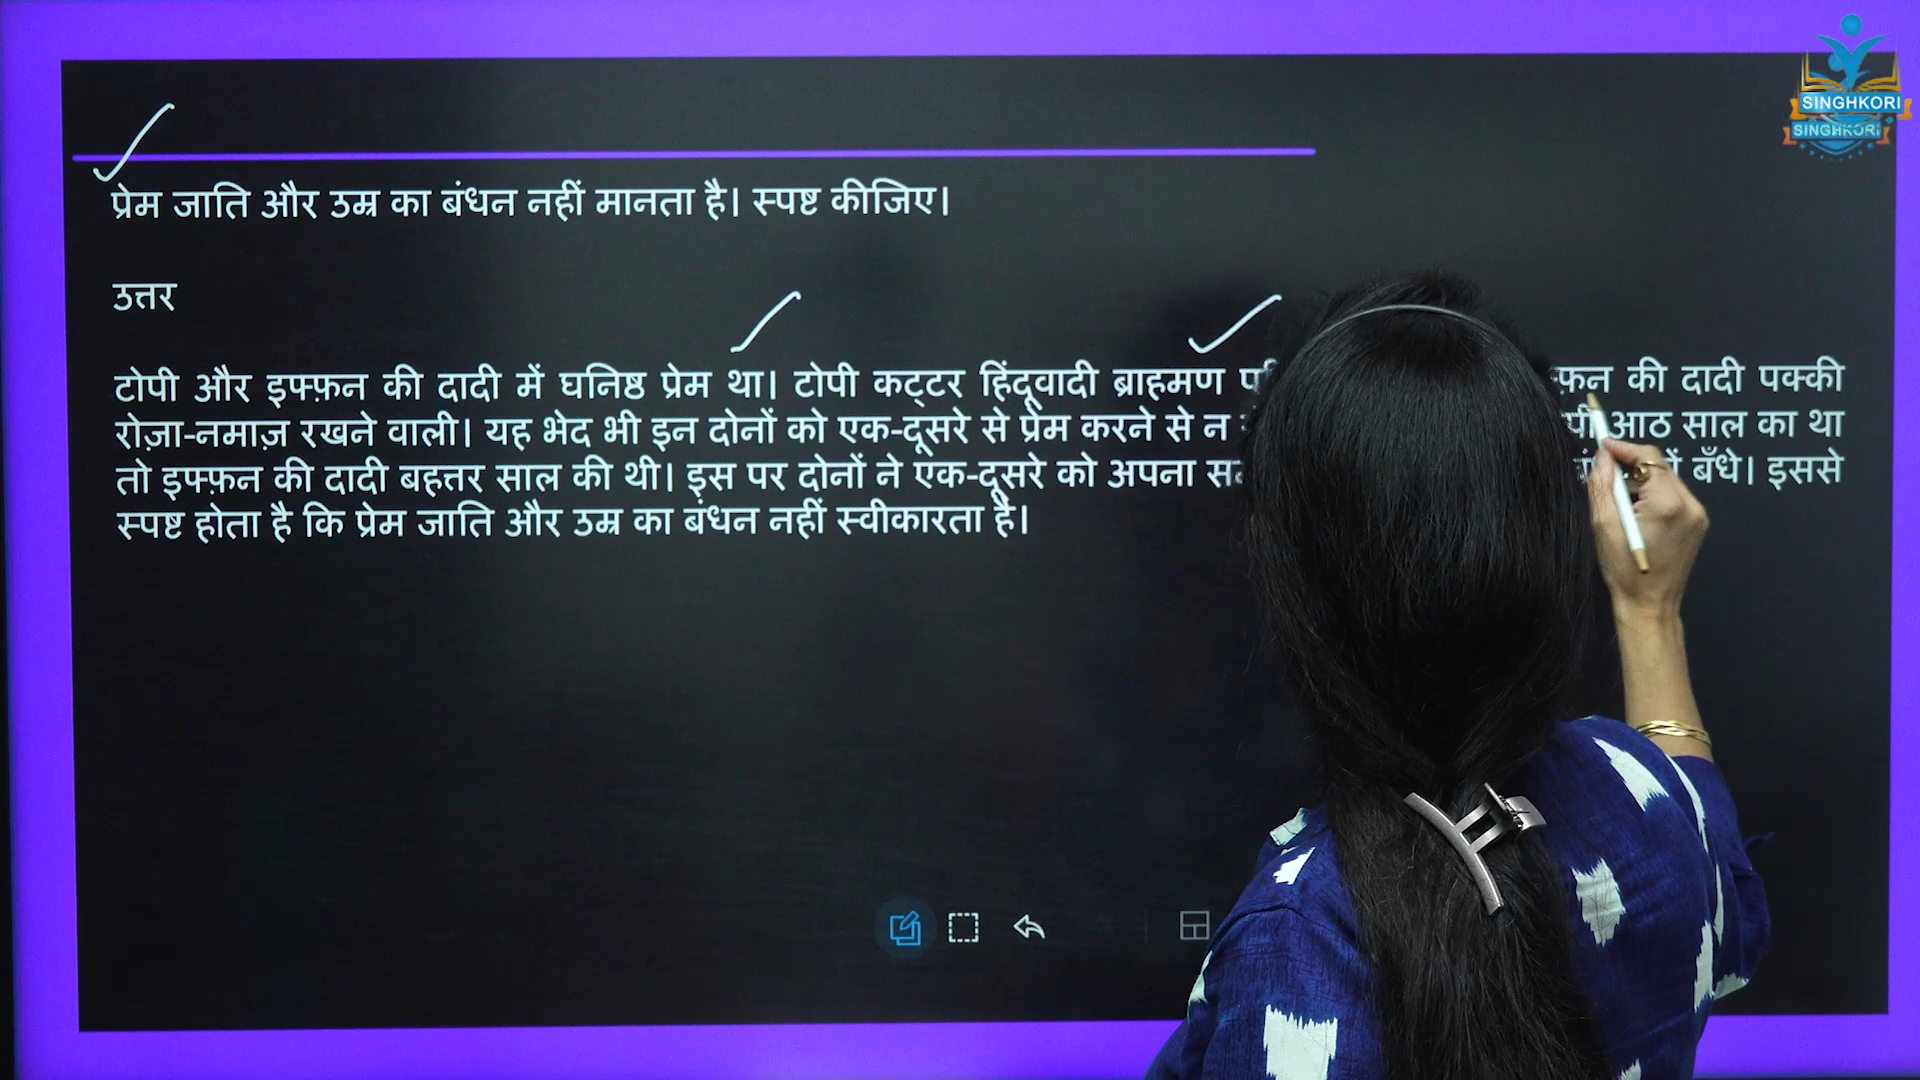 SINGHKORI
SINGHKORI
प्रेम जाति और उम्र का बंधन नहीं मानता है। स्पष्ट कीजिए।
उत्तर
टोपी और इफ्फ़न की दादी में घनिष्ठ प्रेम था। टोपी कट्टर हिंदूवादी ब्राहमण की दादी पक्की
रोज़ा-नमाज़ रखने वाली। यह भेद भी इन दोनों को एक-दूसरे से प्रेम करने से न आठ साल का था
तो इफ्फ़न की दादी बहत्तर साल की थी। इस पर दोनों ने एक-दूसरे को अपना बँधे। इससे
स्पष्ट होता है कि प्रेम जाति और उम्र का बंधन नहीं स्वीकारता है।